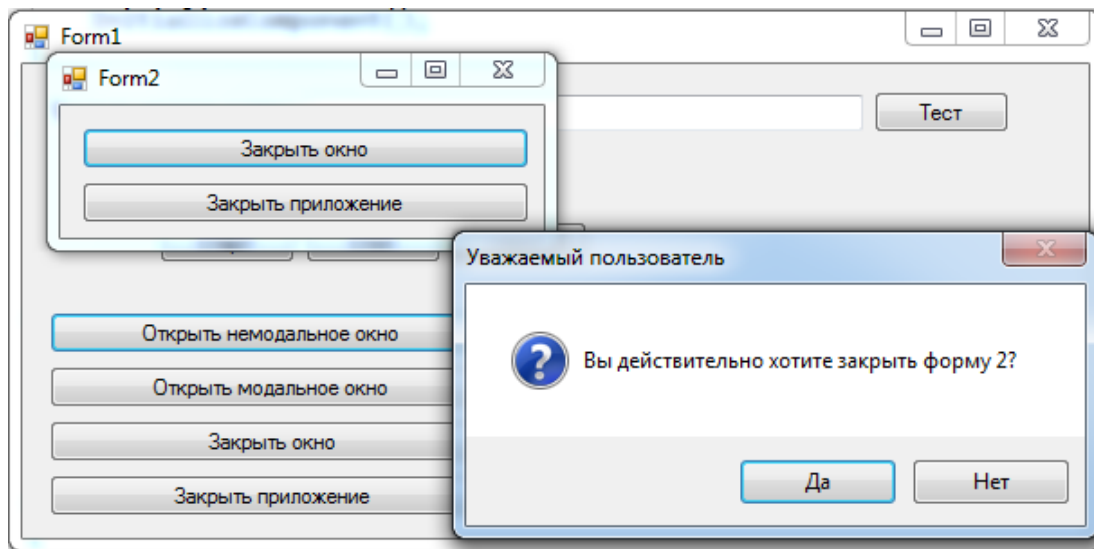 InitializeComponent();
Form1
Form2
Тест
Закрыть окно
Закрыть приложение
Уважаемый пользователь
Вы действительно хотите закрыть форму 2?
Да
Нет
Открыть немодальное окно
Открыть модальное окно
Закрыть окно
Закрыть приложение